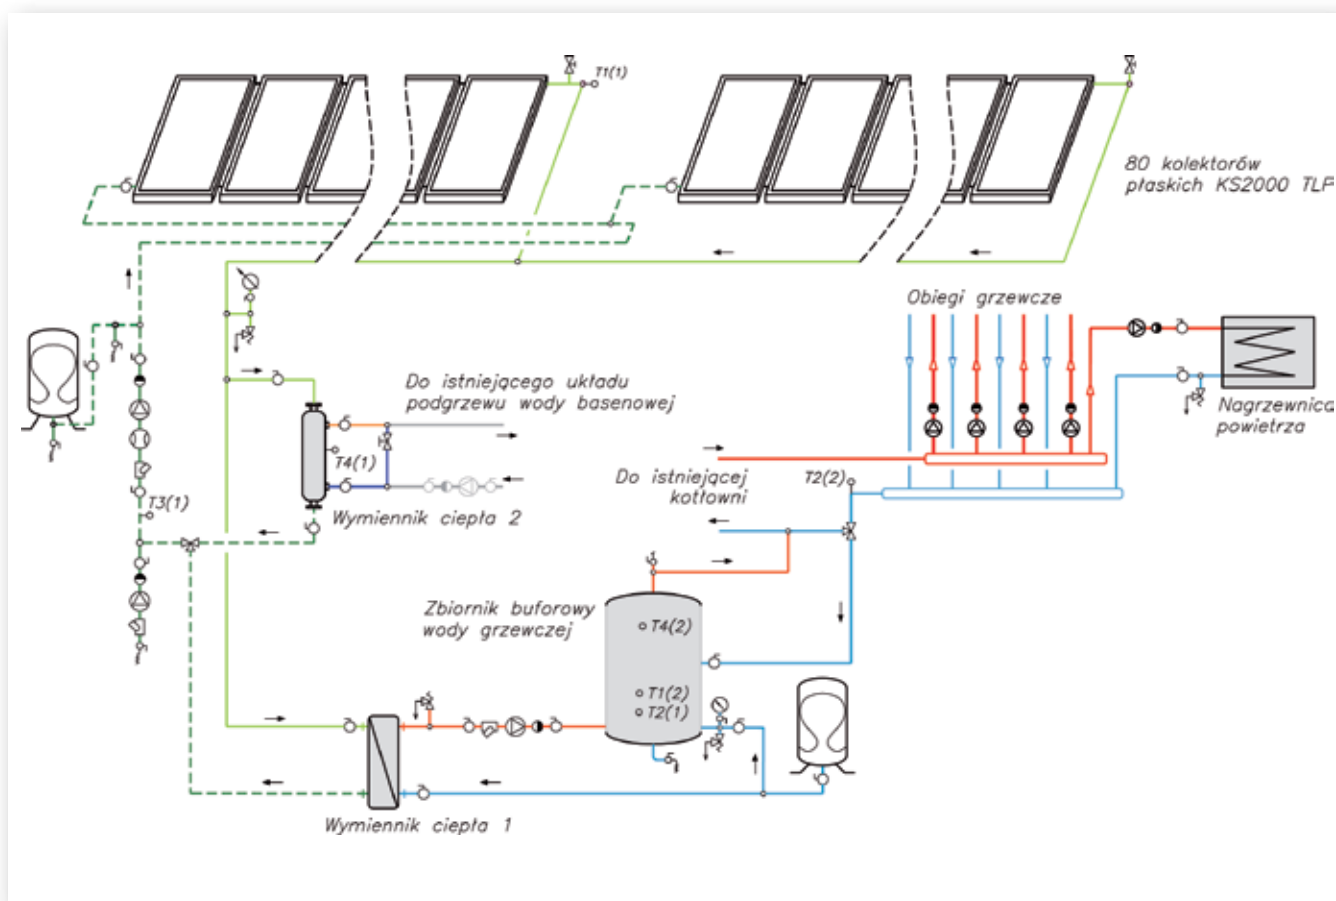 T1(1)
80 kolektorów
płaskich KS2000 TLP
Obiegi grzewcze
Do istniejącego układu
podgrzewu wody basenowej
Nagrzewnica
powietrza
T4(1)
Do istniejącej
kotłowni
T2(2)
T3(1)
Wymiennik ciepła 2
Zbiornik buforowy
wody grzewczej
T4(2)
T1(2)
T2(1)
Wymiennik ciepła 1